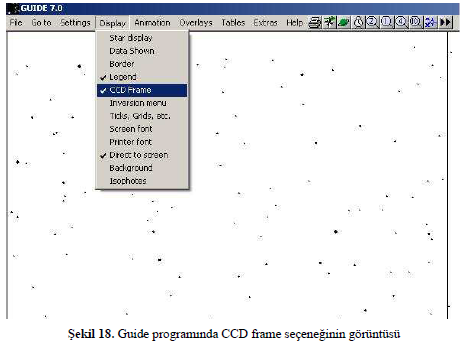 GUIDE 7.0
File Go to Settings Display Animation Overlays Tables Extras Help
Star display
Data Shown
Border
Legend
CCD Frame
Inversion menu
Ticks, Grids, etc.
Screen font
Printer font
Direct to screen
Background
Isophotes
Şekil 18. Guide programında CCD frame seçeneğinin görüntüsü